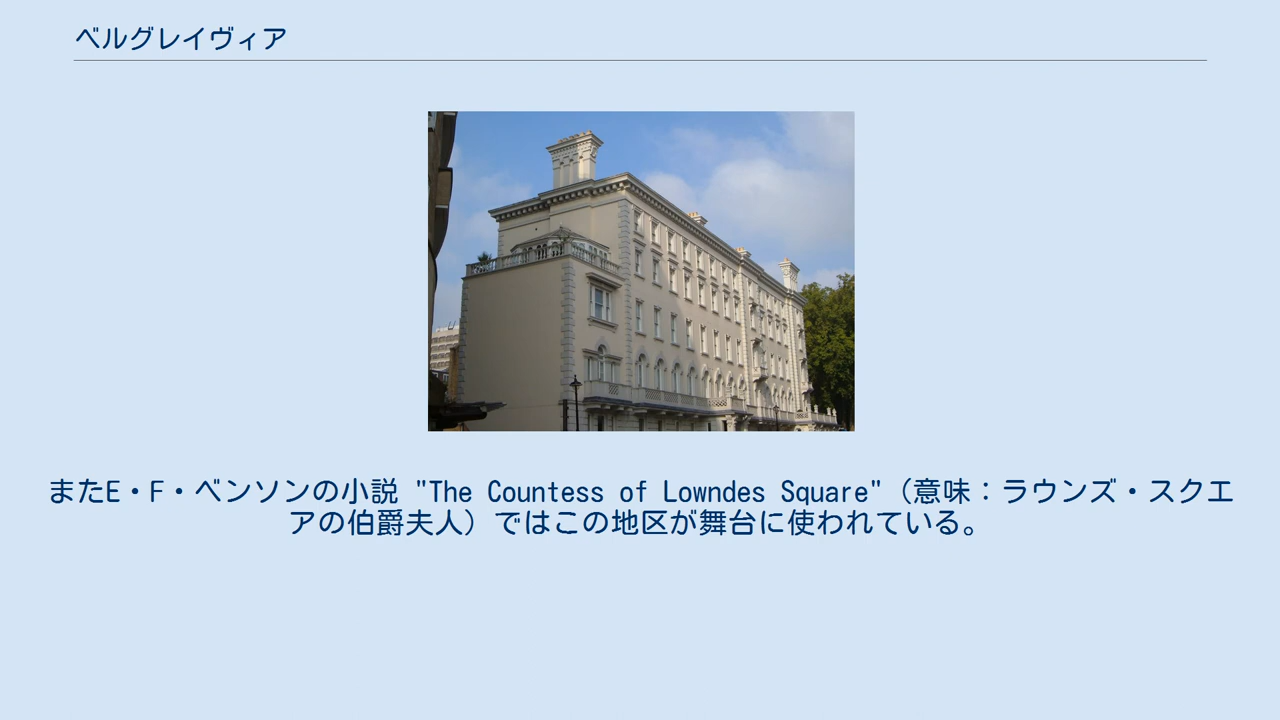 ベルグレイヴィア
またE・F・ベンソンの小説 "The Countess of Lowndes Square"（意味：ラウンズ・スクエ
アの伯爵夫人）ではこの地区が舞台に使われている。